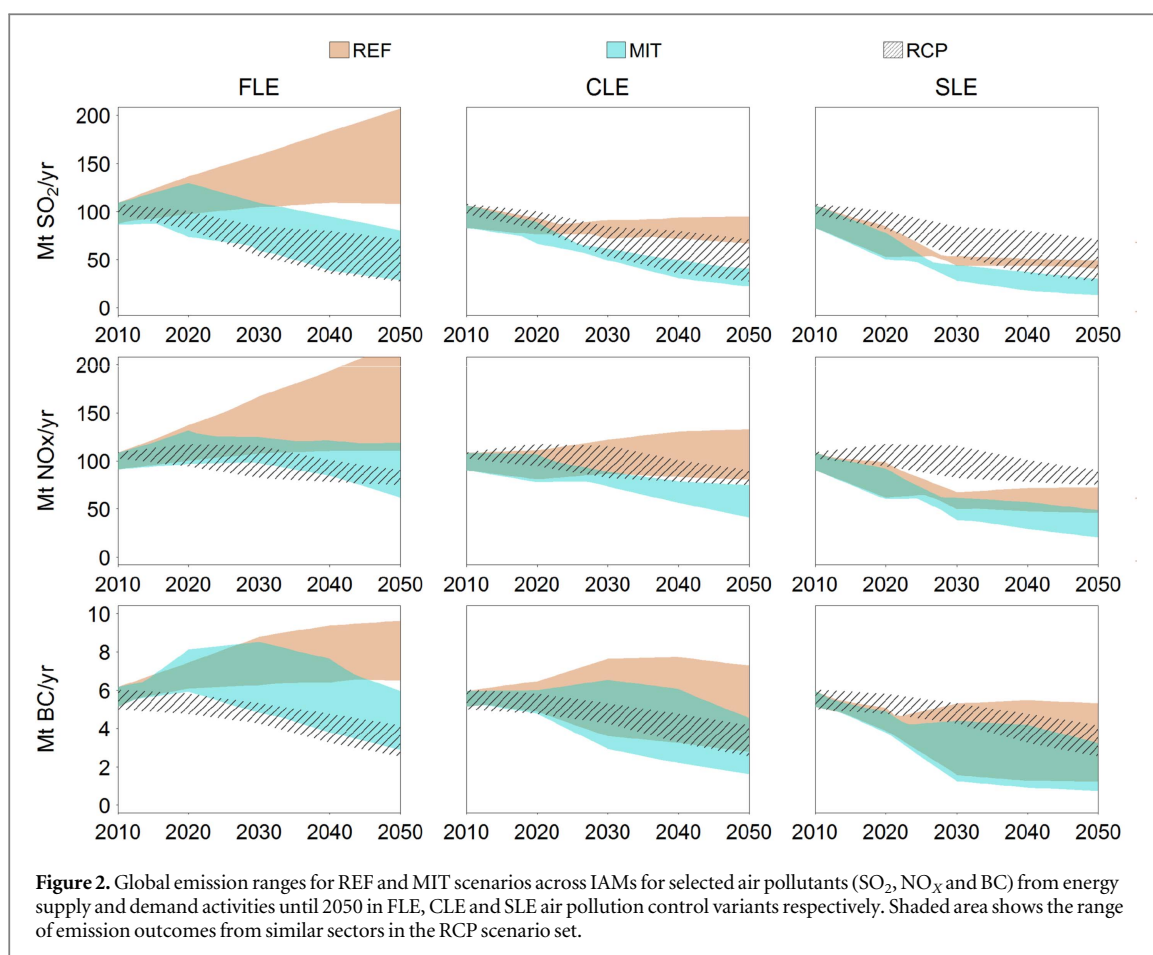 REF MIT RCP
FLE CLE SLE
Mt SO₂/yr
200
150
100
50
0
2010 2020 2030 2040 2050 2010 2020 2030 2040 2050 2010 2020 2030 2040 2050
Mt NOx/yr
200
150
100
50
0
2010 2020 2030 2040 2050 2010 2020 2030 2040 2050 2010 2020 2030 2040 2050
Mt BC/yr
10
8
6
4
2
0
2010 2020 2030 2040 2050 2010 2020 2030 2040 2050 2010 2020 2030 2040 2050
Figure 2. Global emission ranges for REF and MIT scenarios across IAMs for selected air pollutants (SO₂, NOₓ and BC) from energy
supply and demand activities until 2050 in FLE, CLE and SLE air pollution control variants respectively. Shaded area shows the range
of emission outcomes from similar sectors in the RCP scenario set.